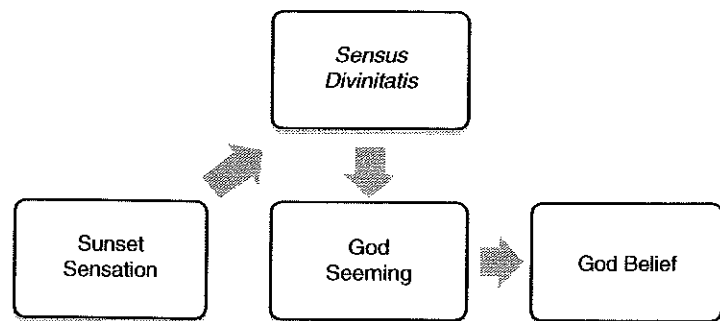 Sensus
Divinitatis
Sunset
Sensation
God
Seeming
God Belief